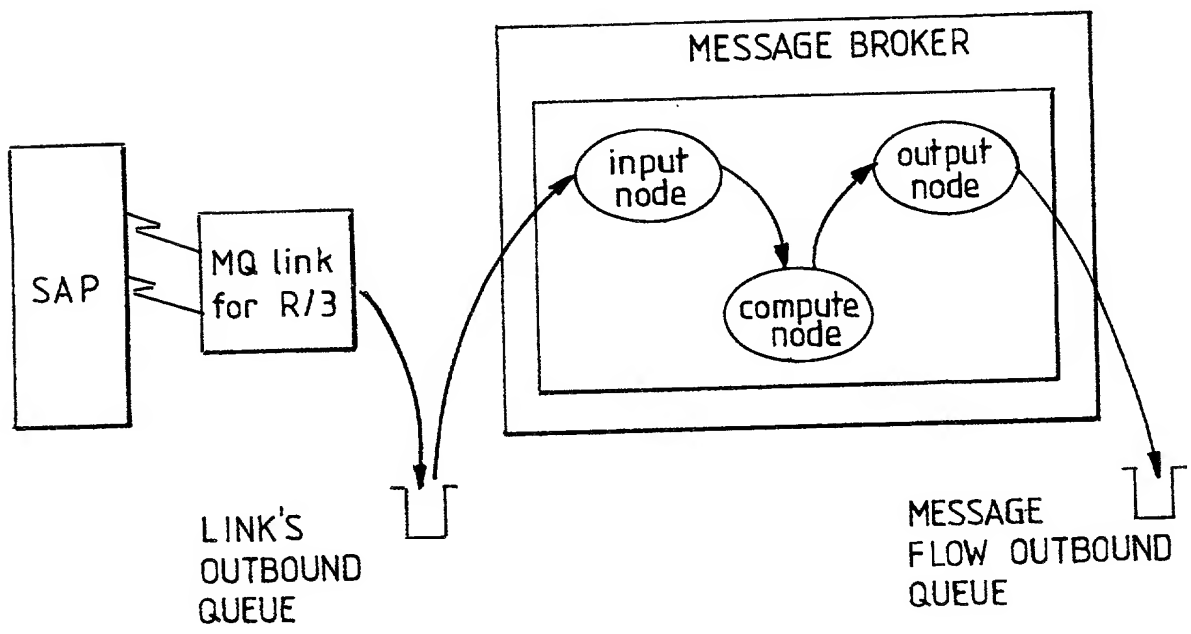 MESSAGE BROKER
input
node
output
node
SAP
MQ link
for R/3
compute
node
LINK'S
OUTBOUND
QUEUE
MESSAGE
FLOW OUTBOUND
QUEUE